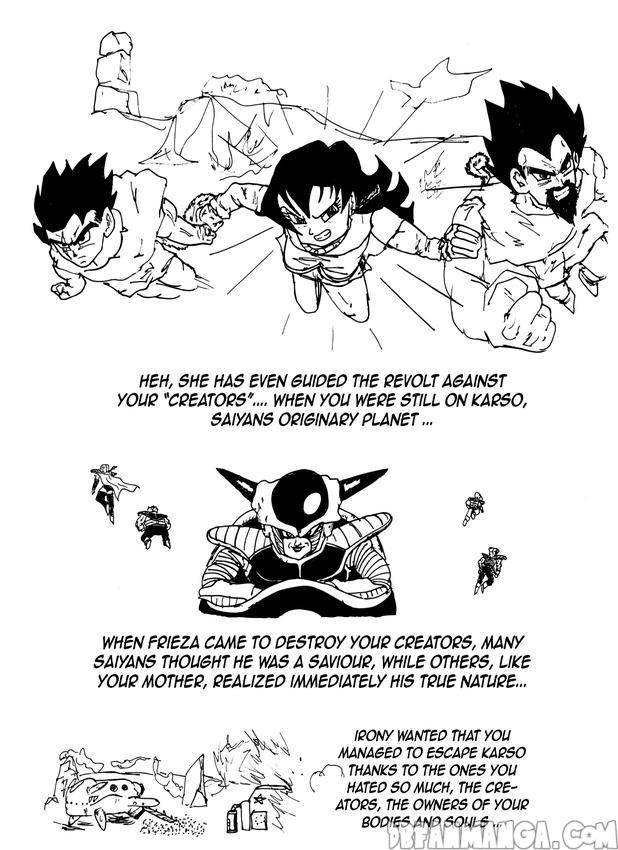 HEH, SHE HAS EVEN GUIDED THE REVOLT AGAINST
YOUR "CREATORS".... WHEN YOU WERE STILL ON KARSO,
SAIYANS ORIGINARY PLANET ...
WHEN FRIEZA CAME TO DESTROY YOUR CREATORS, MANY
SAIYANS THOUGHT HE WAS A SAVIOUR, WHILE OTHERS, LIKE
YOUR MOTHER, REALIZED IMMEDIATELY HIS TRUE NATURE...
IRONY WANTED THAT YOU
MANAGED TO ESCAPE KARSO
THANKS TO THE ONES YOU
HATED SO MUCH, THE CRE-
ATORS, THE OWNERS OF YOUR
BODIES AND SOULS ...
DBFANMANGA.COM